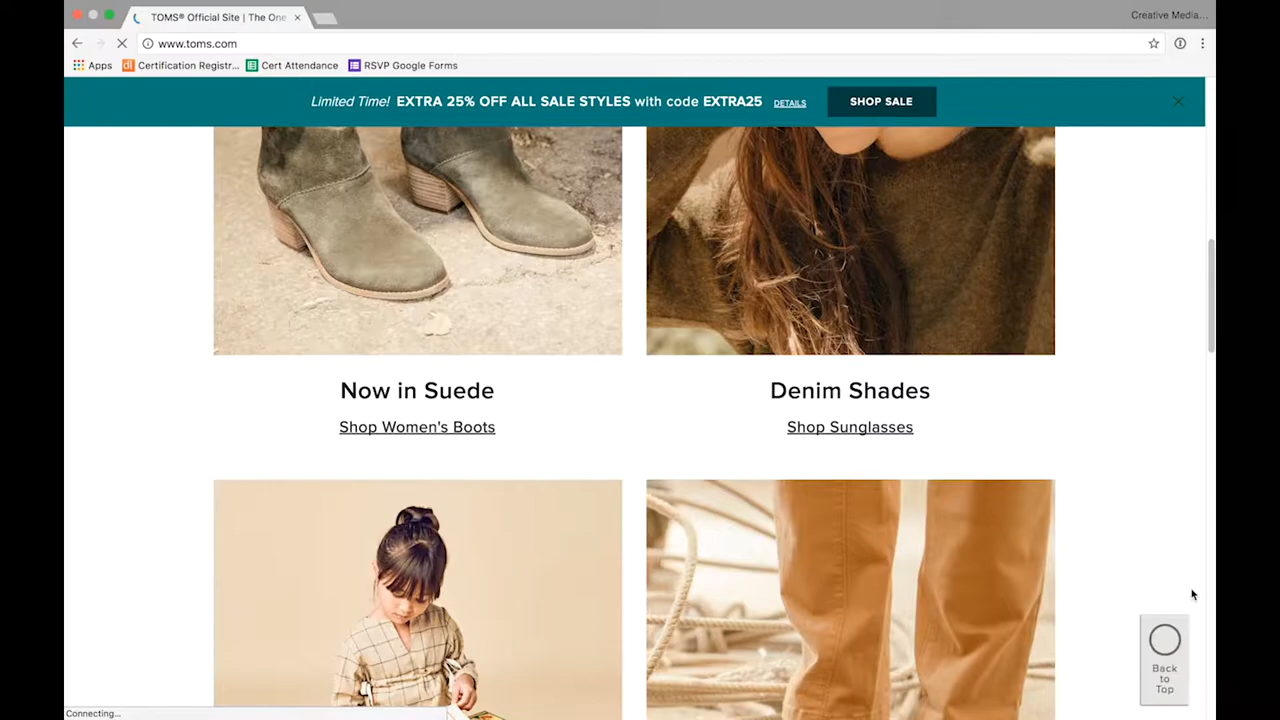 TOMS® Official Site | The One
Creative Media...
www.toms.com
Apps
Certification Registr...
Cert Attendance
RSVP Google Forms
Limited Time! EXTRA 25% OFF ALL SALE STYLES with code EXTRA25 DETAILS SHOP SALE
Now in Suede
Denim Shades
Shop Women's Boots
Shop Sunglasses
Back
to
Top
Connecting...